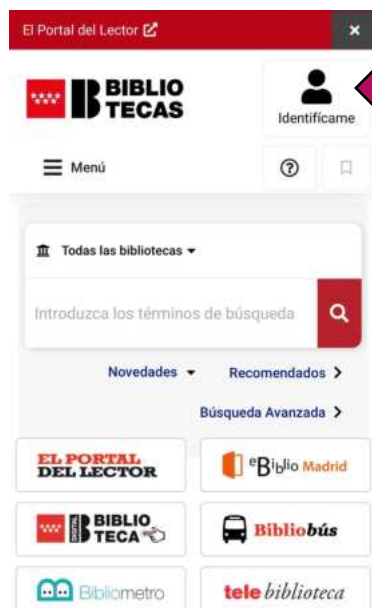 El Portal del Lector
BIBLIO
TECAS
Identifícame
Menú
Todas las bibliotecas
Introduzca los términos de búsqueda
Novedades
Recomendados
Búsqueda Avanzada
EL PORTAL
DEL LECTOR
eBiblio Madrid
DIGITAL
BIBLIO
TECA
Bibliobús
Bibliometro
tele biblioteca